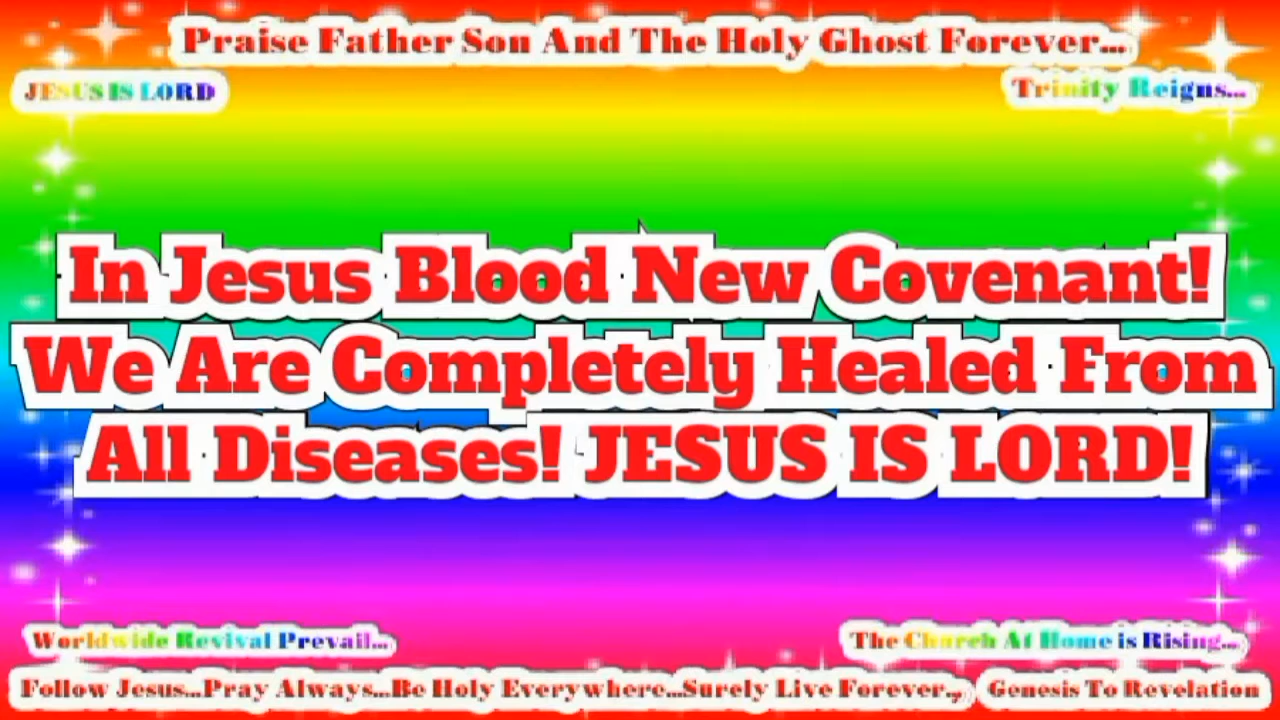 Praise Father Son And The Holy Ghost Forever...
JESUS IS LORD
Trinity Reigns...
In Jesus Blood New Covenant!
We Are Completely Healed From
All Diseases! JESUS IS LORD!
Worldwide Revival Prevail...
The Church At Home is Rising...
Follow Jesus...Pray Always...Be Holy Everywhere...Surely Live Forever...
Genesis To Revelation